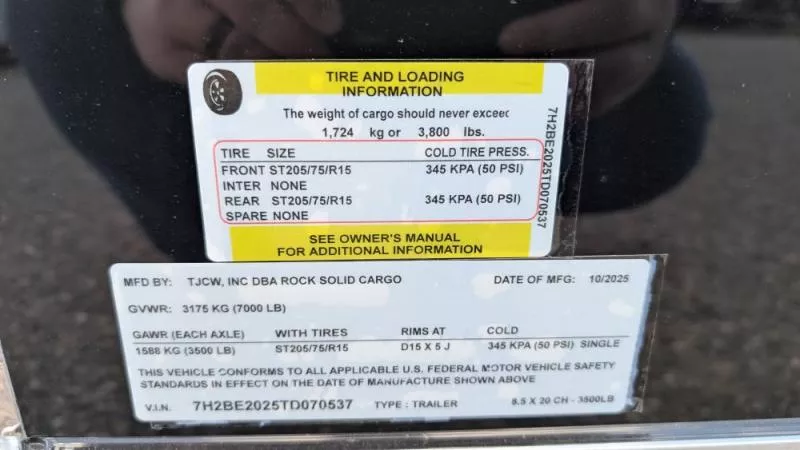 TIRE AND LOADING
INFORMATION
The weight of cargo should never exceed
1,724 kg or 3,800 lbs.
TIRE SIZE COLD TIRE PRESS.
FRONT ST205/75/R15 345 KPA (50 PSI)
INTER NONE
REAR ST205/75/R15 345 KPA (50 PSI)
SPARE NONE
SEE OWNER'S MANUAL
FOR ADDITIONAL INFORMATION
7H2BE2025TD070537
MFD BY: TJCW, INC DBA ROCK SOLID CARGO DATE OF MFG: 10/2025
GVWR: 3175 KG (7000 LB)
GAWR (EACH AXLE) WITH TIRES RIMS AT COLD
1588 KG (3500 LB) ST205/75/R15 D15 X 5 J 345 KPA (50 PSI) SINGLE
THIS VEHICLE CONFORMS TO ALL APPLICABLE U.S. FEDERAL MOTOR VEHICLE SAFETY
STANDARDS IN EFFECT ON THE DATE OF MANUFACTURE SHOWN ABOVE
V.I.N. 7H2BE2025TD070537 TYPE : TRAILER 8.5 X 20 CH - 3500LB